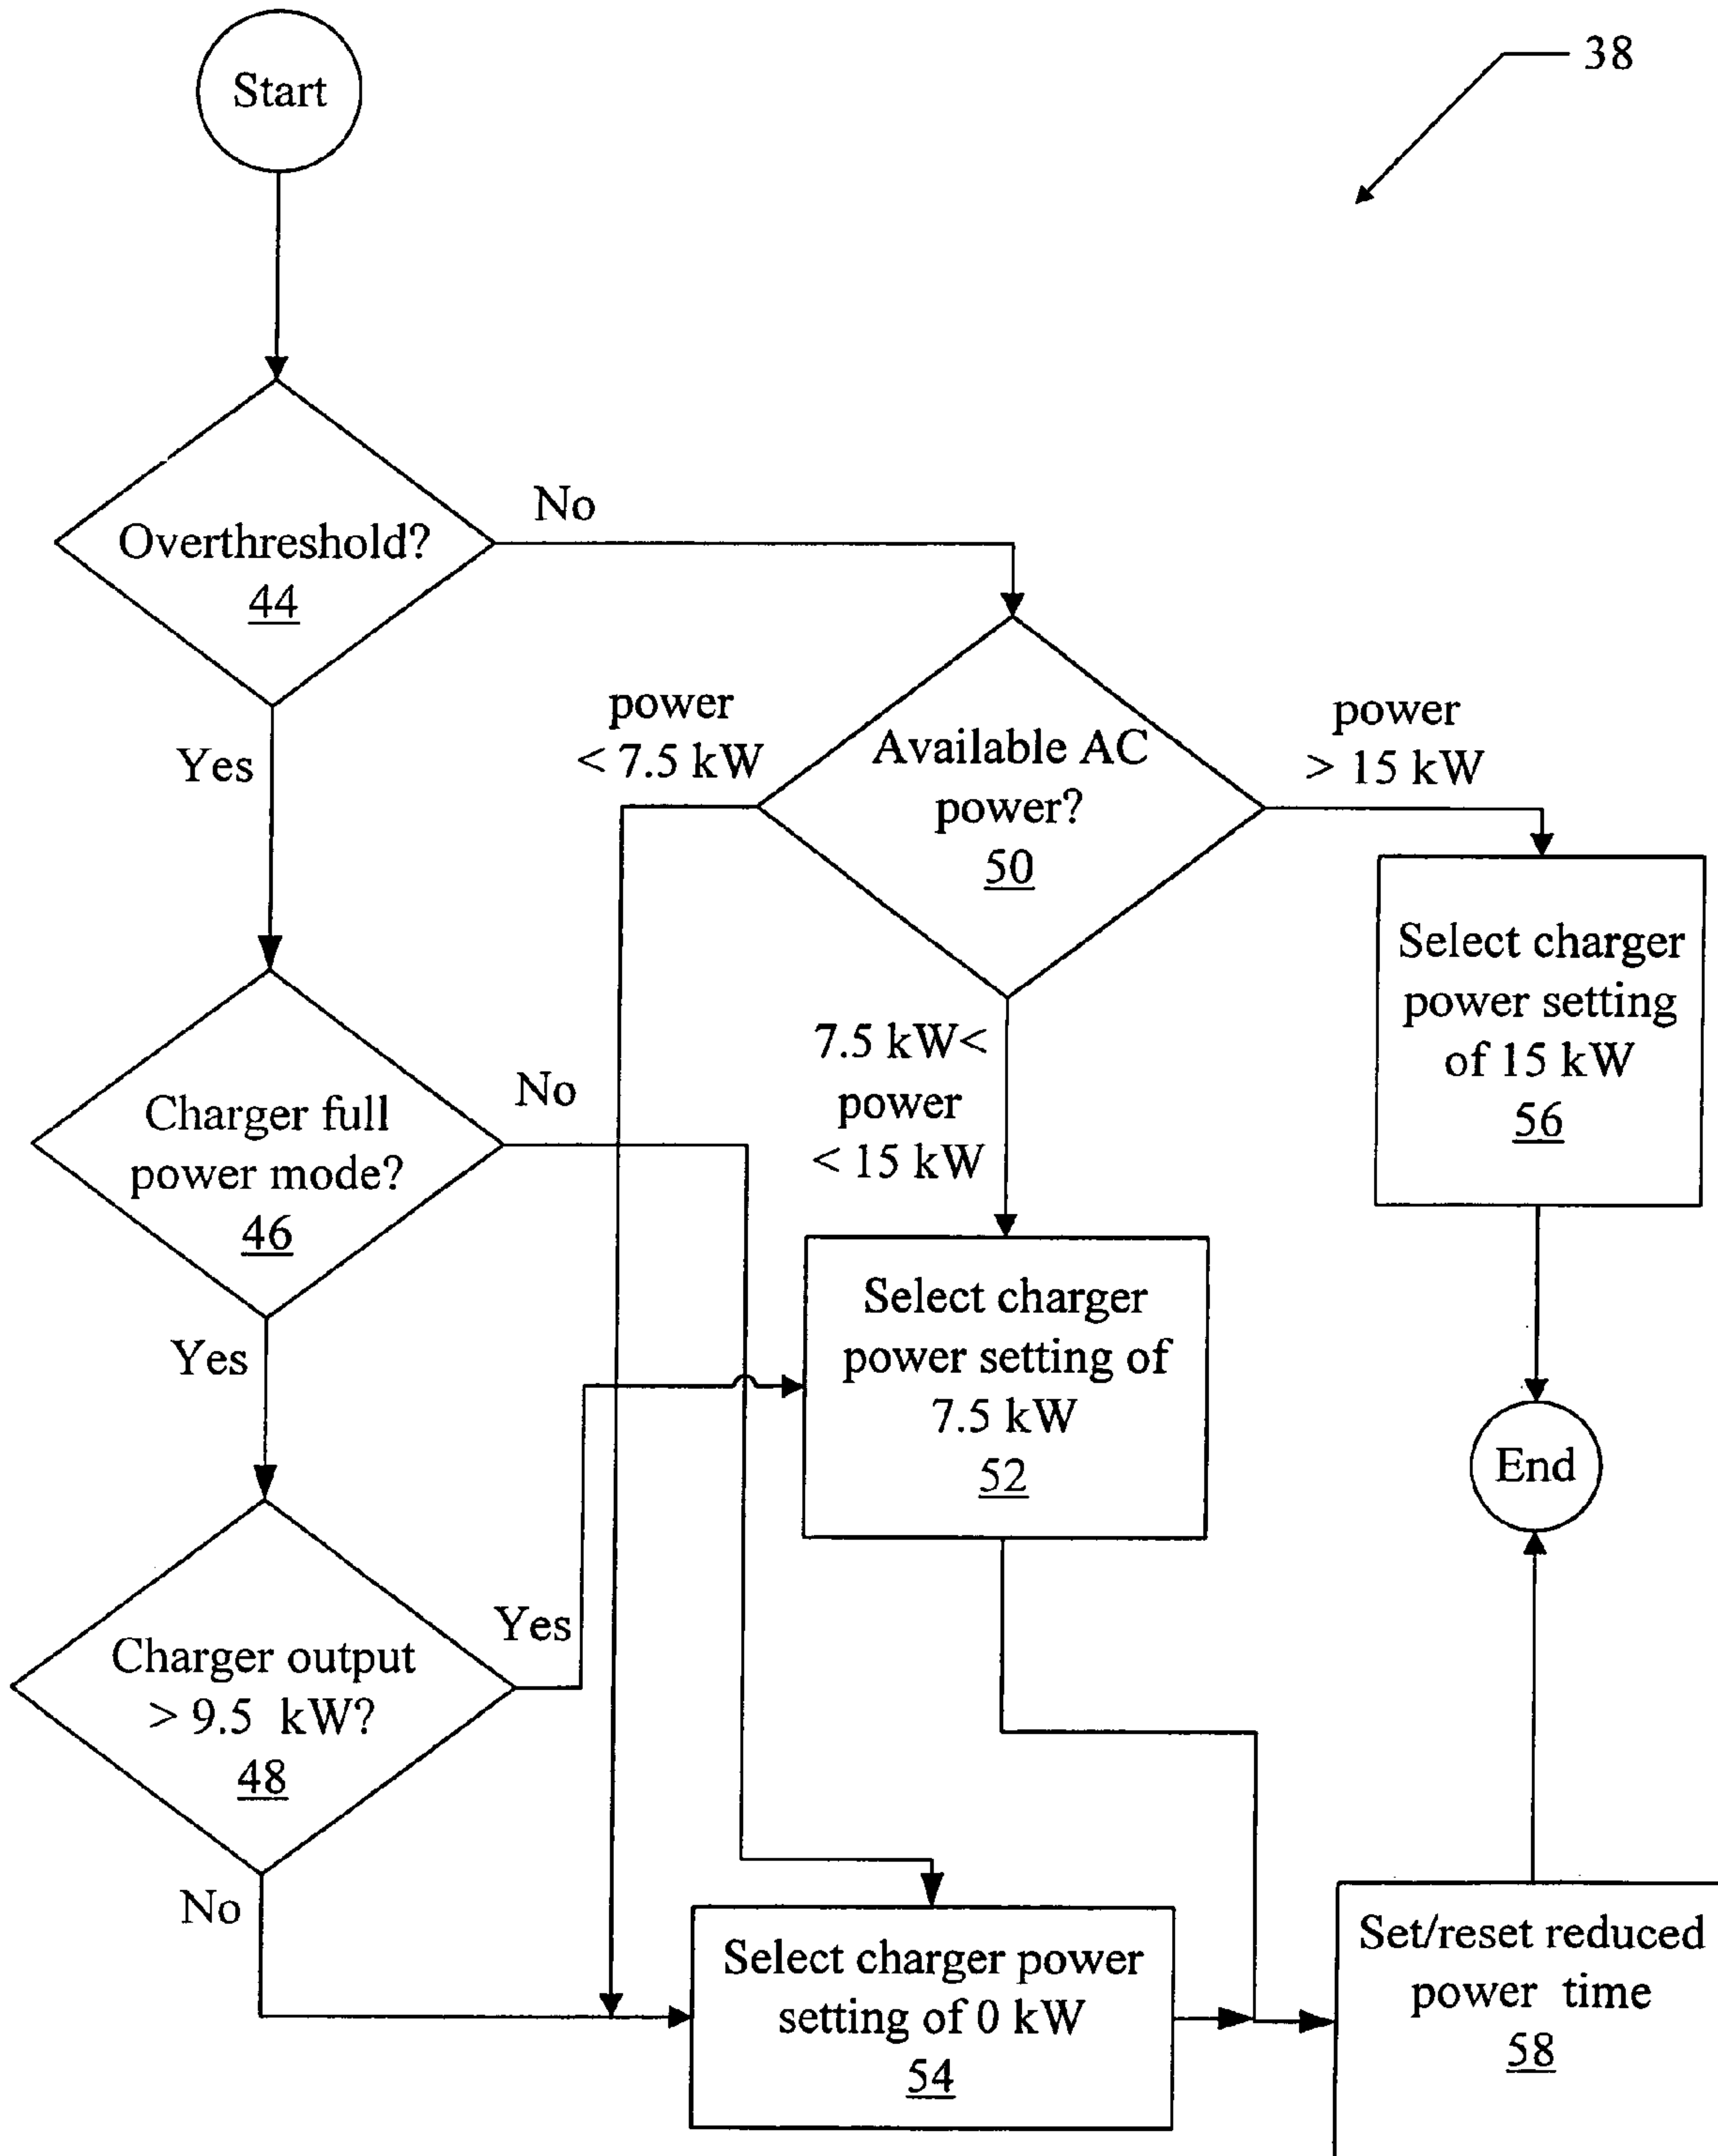 Start
38
Overthreshold?
44
No
Yes
power
< 7.5 kW
Available AC
power?
50
power
> 15 kW
Select charger
power setting
of 15 kW
56
7.5 kW<
power
< 15 kW
Charger full
power mode?
46
No
Yes
Select charger
power setting of
7.5 kW
52
End
Charger output
> 9.5 kW?
48
Yes
No
Select charger power
setting of 0 kW
54
Set/reset reduced
power time
58